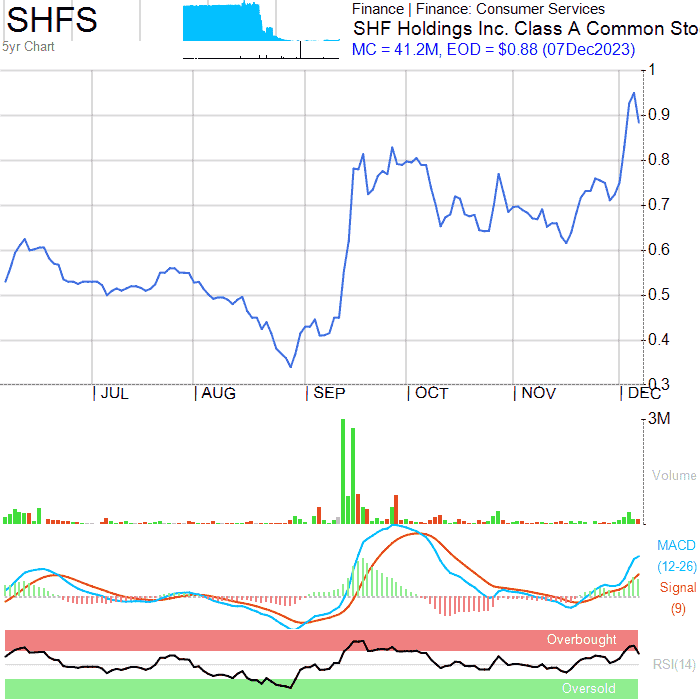 SHFS
5yr Chart
Finance | Finance: Consumer Services
SHF Holdings Inc. Class A Common Sto
MC = 41.2M, EOD = $0.88 (07Dec2023)
1
0.9
0.8
0.7
0.6
0.5
0.4
0.3
JUL AUG SEP OCT NOV DEC
3M
Volume
MACD
(12-26)
Signal
(9)
Overbought
RSI(14)
Oversold